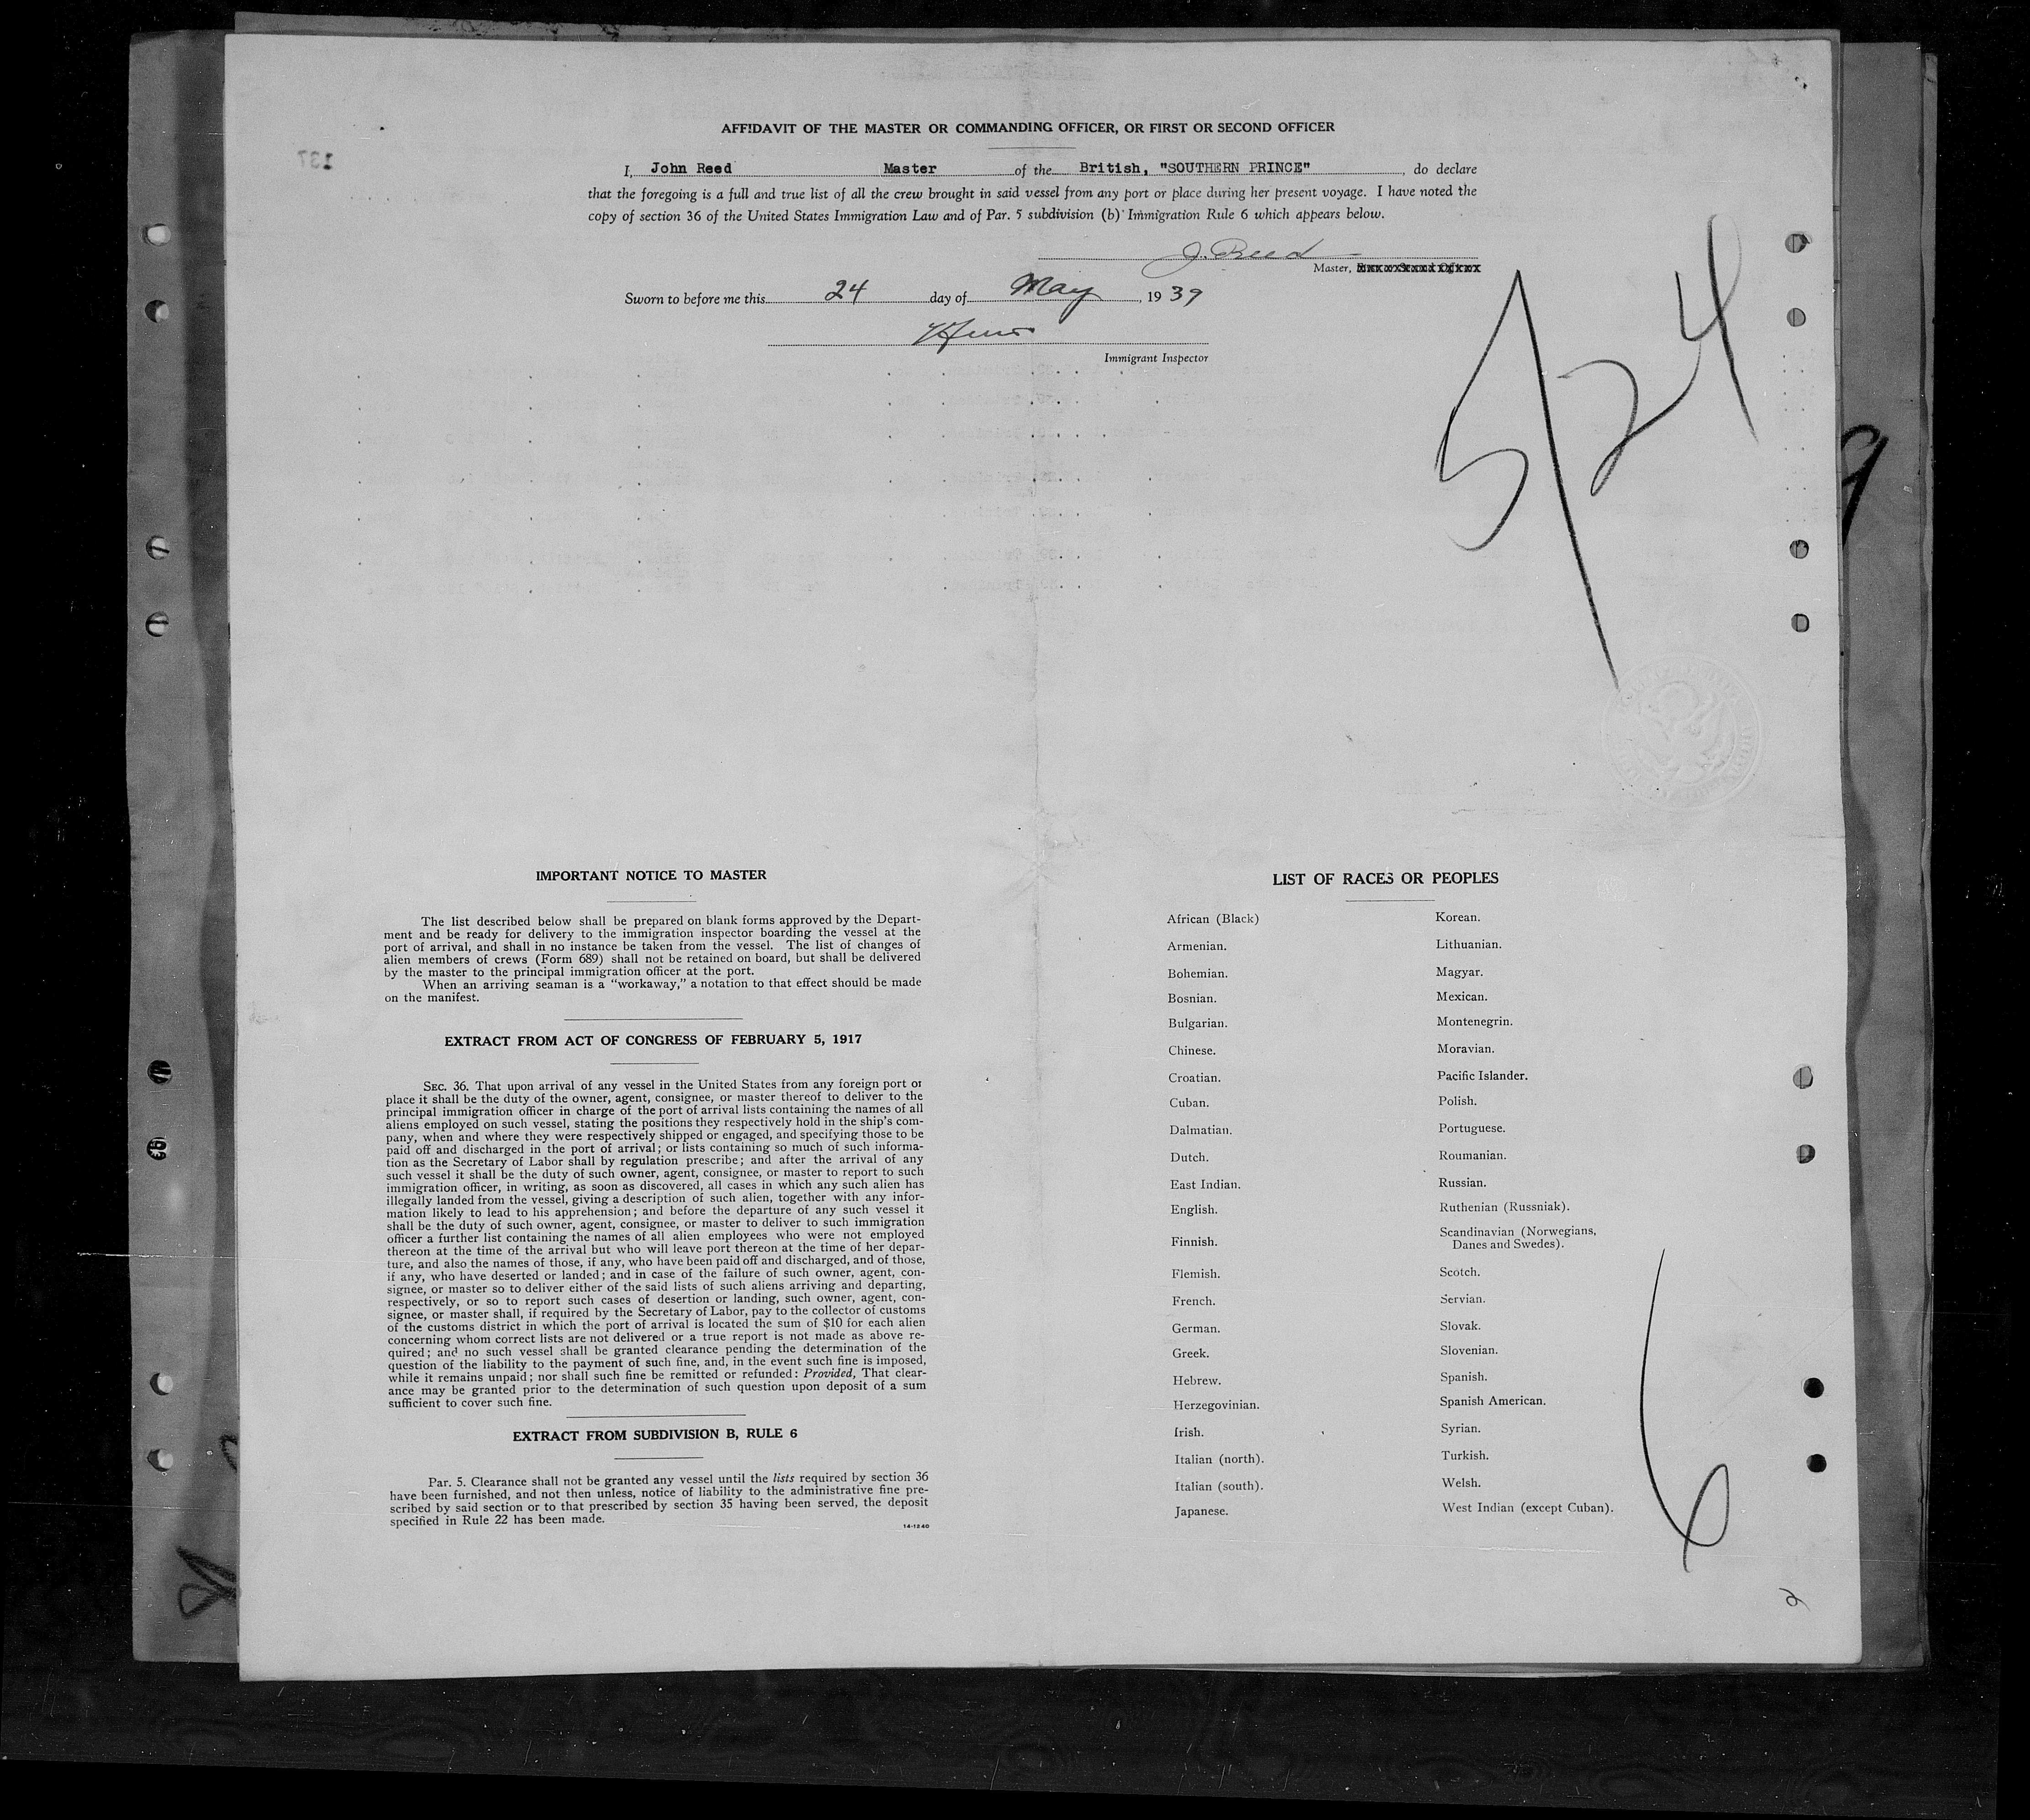 AFFIDAVIT OF THE MASTER OR COMMANDING OFFICER, OR FIRST OR SECOND OFFICER
I, John Reed Master of the British, "SOUTHERN PRINCE", do declare
that the foregoing is a full and true list of all the crew brought in said vessel from any port or place during her present voyage. I have noted the
copy of section 36 of the United States Immigration Law and of Par. 5 subdivision (b) Immigration Rule 6 which appears below.
J. Reed
Master,
Sworn to before me this 24 day of May, 1939
Immigrant Inspector
5/24
137
9
IMPORTANT NOTICE TO MASTER
The list described below shall be prepared on blank forms approved by the Depart-
ment and be ready for delivery to the immigration inspector boarding the vessel at the
port of arrival, and shall in no instance be taken from the vessel. The list of changes of
alien members of crews (Form 689) shall not be retained on board, but shall be delivered
by the master to the principal immigration officer at the port.
When an arriving seaman is a "workaway," a notation to that effect should be made
on the manifest.
EXTRACT FROM ACT OF CONGRESS OF FEBRUARY 5, 1917
SEC. 36. That upon arrival of any vessel in the United States from any foreign port or
place it shall be the duty of the owner, agent, consignee, or master thereof to deliver to the
principal immigration officer in charge of the port of arrival lists containing the names of all
aliens employed on such vessel, stating the positions they respectively hold in the ship's com-
pany, when and where they were respectively shipped or engaged, and specifying those to be
paid off and discharged in the port of arrival; or lists containing so much of such informa-
tion as the Secretary of Labor shall by regulation prescribe; and after the arrival of any
such vessel it shall be the duty of such owner, agent, consignee, or master to report to such
immigration officer, in writing, as soon as discovered, all cases in which any such alien has
illegally landed from the vessel, giving a description of such alien, together with any infor-
mation likely to lead to his apprehension; and before the departure of any such vessel it
shall be the duty of such owner, agent, consignee, or master to deliver to such immigration
officer a further list containing the names of all alien employees who were not employed
thereon at the time of the arrival but who will leave port thereon at the time of her depar-
ture, and also the names of those, if any, who have been paid off and discharged, and of those,
if any, who have deserted or landed; and in case of the failure of such owner, agent, con-
signee, or master so to deliver either of the said lists of such aliens arriving and departing,
respectively, or so to report such cases of desertion or landing, such owner, agent, con-
signee, or master shall, if required by the Secretary of Labor, pay to the collector of customs
of the customs district in which the port of arrival is located the sum of $10 for each alien
concerning whom correct lists are not delivered or a true report is not made as above re-
quired; and no such vessel shall be granted clearance pending the determination of the
question of the liability to the payment of such fine, and, in the event such fine is imposed,
while it remains unpaid; nor shall such fine be remitted or refunded: Provided, That clear-
ance may be granted prior to the determination of such question upon deposit of a sum
sufficient to cover such fine.
EXTRACT FROM SUBDIVISION B, RULE 6
Par. 5. Clearance shall not be granted any vessel until the lists required by section 36
have been furnished, and not then unless, notice of liability to the administrative fine pre-
scribed by said section or to that prescribed by section 35 having been served, the deposit
specified in Rule 22 has been made.
14-1240
LIST OF RACES OR PEOPLES
African (Black)
Armenian.
Bohemian.
Bosnian.
Bulgarian.
Chinese.
Croatian.
Cuban.
Dalmatian.
Dutch.
East Indian.
English.
Finnish.
Flemish.
French.
German.
Greek.
Hebrew.
Herzegovinian.
Irish.
Italian (north).
Italian (south).
Japanese.
Korean.
Lithuanian.
Magyar.
Mexican.
Montenegrin.
Moravian.
Pacific Islander.
Polish.
Portuguese.
Roumanian.
Russian.
Ruthenian (Russniak).
Scandinavian (Norwegians,
Danes and Swedes).
Scotch.
Servian.
Slovak.
Slovenian.
Spanish.
Spanish American.
Syrian.
Turkish.
Welsh.
West Indian (except Cuban).
6